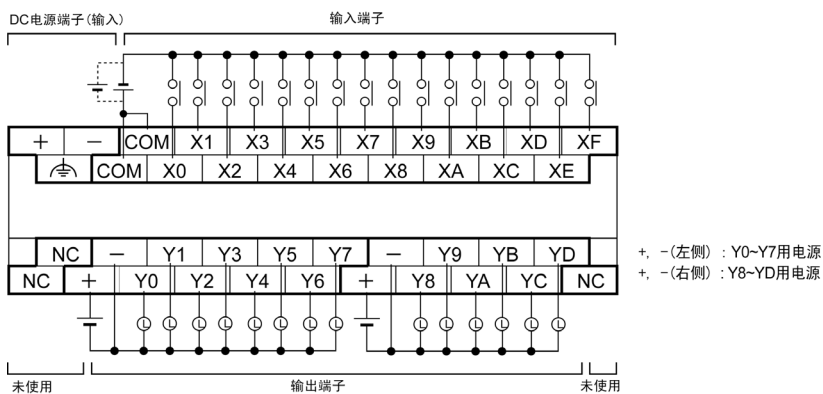 DC电源端子(输入) 输入端子
+ − COM X1 X3 X5 X7 X9 XB XD XF
COM X0 X2 X4 X6 X8 XA XC XE
NC − Y1 Y3 Y5 Y7 − Y9 YB YD
+, −(左侧) : Y0~Y7用电源
NC + Y0 Y2 Y4 Y6 + Y8 YA YC NC
+, −(右侧) : Y8~YD用电源
L L L L L L L L L L L L L L
未使用 输出端子 未使用